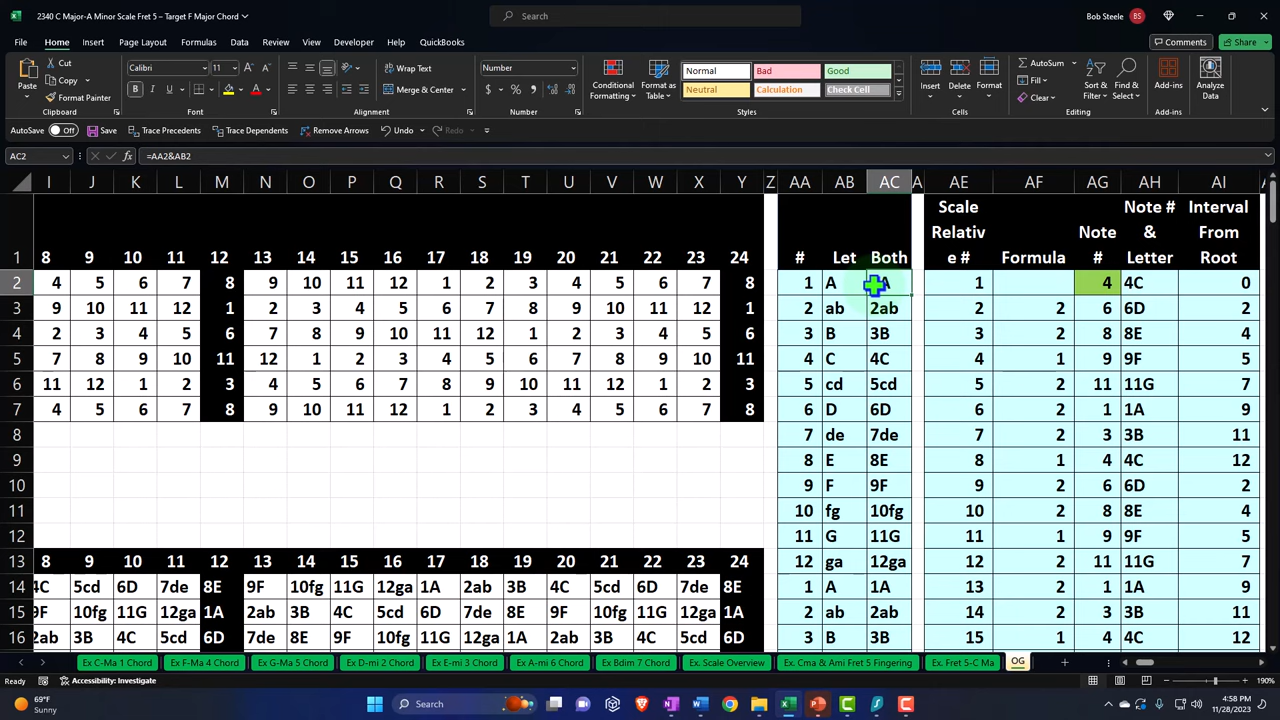 2340 C Major-A Minor Scale Fret 5 – Target F Major Chord
Search
Bob Steele BS
File Home Insert Page Layout Formulas Data Review View Developer Help QuickBooks
Comments Share
Paste Cut Copy Format Painter
Calibri 11
Wrap Text
Merge & Center
Number
Conditional Formatting Format as Table
Normal Bad Good
Neutral Calculation Check Cell
Insert Delete Format
AutoSum Fill Clear
Sort & Filter Find & Select
Add-ins Analyze Data
Clipboard Font Alignment Number Styles Cells Editing Add-ins
AutoSave Off Save Trace Precedents Trace Dependents Remove Arrows Undo Redo
AC2 fx =AA2&AB2
I J K L M N O P Q R S T U V W X Y Z AA AB AC A AE AF AG AH AI
Scale Relativ e # Formula Note # Note # & Letter Interval From Root
1 8 9 10 11 12 13 14 15 16 17 18 19 20 21 22 23 24 # Let Both
2 4 5 6 7 8 9 10 11 12 1 2 3 4 5 6 7 8 1 A A 1 4 4C 0
3 9 10 11 12 1 2 3 4 5 6 7 8 9 10 11 12 1 2 ab 2ab 2 2 6 6D 2
4 2 3 4 5 6 7 8 9 10 11 12 1 2 3 4 5 6 3 B 3B 3 2 8 8E 4
5 7 8 9 10 11 12 1 2 3 4 5 6 7 8 9 10 11 4 C 4C 4 1 9 9F 5
6 11 12 1 2 3 4 5 6 7 8 9 10 11 12 1 2 3 5 cd 5cd 5 2 11 11G 7
7 4 5 6 7 8 9 10 11 12 1 2 3 4 5 6 7 8 6 D 6D 6 2 1 1A 9
8 7 de 7de 7 2 3 3B 11
9 8 E 8E 8 1 4 4C 12
10 9 F 9F 9 2 6 6D 2
11 10 fg 10fg 10 2 8 8E 4
12 11 G 11G 11 1 9 9F 5
13 8 9 10 11 12 13 14 15 16 17 18 19 20 21 22 23 24 12 ga 12ga 12 2 11 11G 7
14 4C 5cd 6D 7de 8E 9F 10fg 11G 12ga 1A 2ab 3B 4C 5cd 6D 7de 8E 1 A 1A 13 2 1 1A 9
15 9F 10fg 11G 12ga 1A 2ab 3B 4C 5cd 6D 7de 8E 9F 10fg 11G 12ga 1A 2 ab 2ab 14 2 3 3B 11
16 2ab 3B 4C 5cd 6D 7de 8E 9F 10fg 11G 12ga 1A 2ab 3B 4C 5cd 6D 3 B 3B 15 1 4 4C 12
Ex C-Ma 1 Chord Ex F-Ma 4 Chord Ex G-Ma 5 Chord Ex D-mi 2 Chord Ex E-mi 3 Chord Ex A-mi 6 Chord Ex Bdim 7 Chord Ex. Scale Overview Ex. Cma & Ami Fret 5 Fingering Ex. Fret 5-C Ma OG
Ready Accessibility: Investigate 190%
69°F
Sunny
Search
4:58 PM
11/28/2023